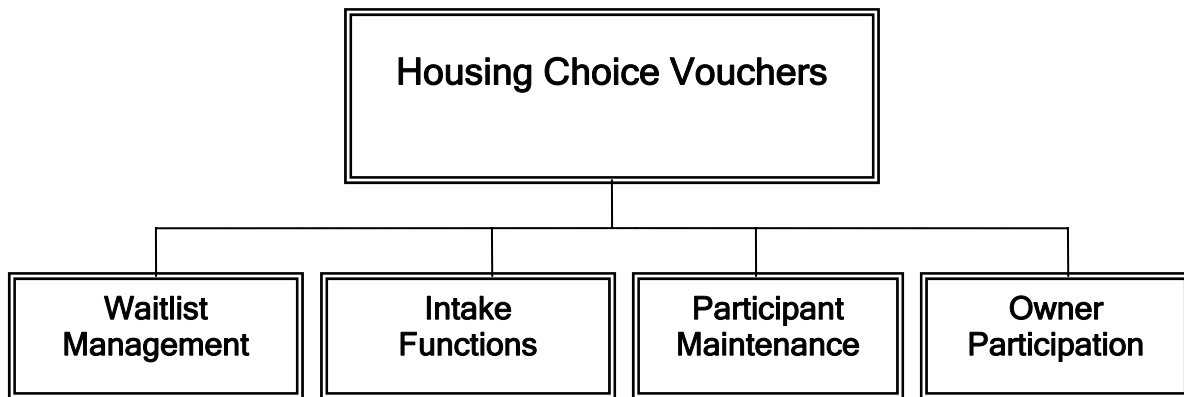 Housing Choice Vouchers
Waitlist
Management
Intake
Functions
Participant
Maintenance
Owner
Participation